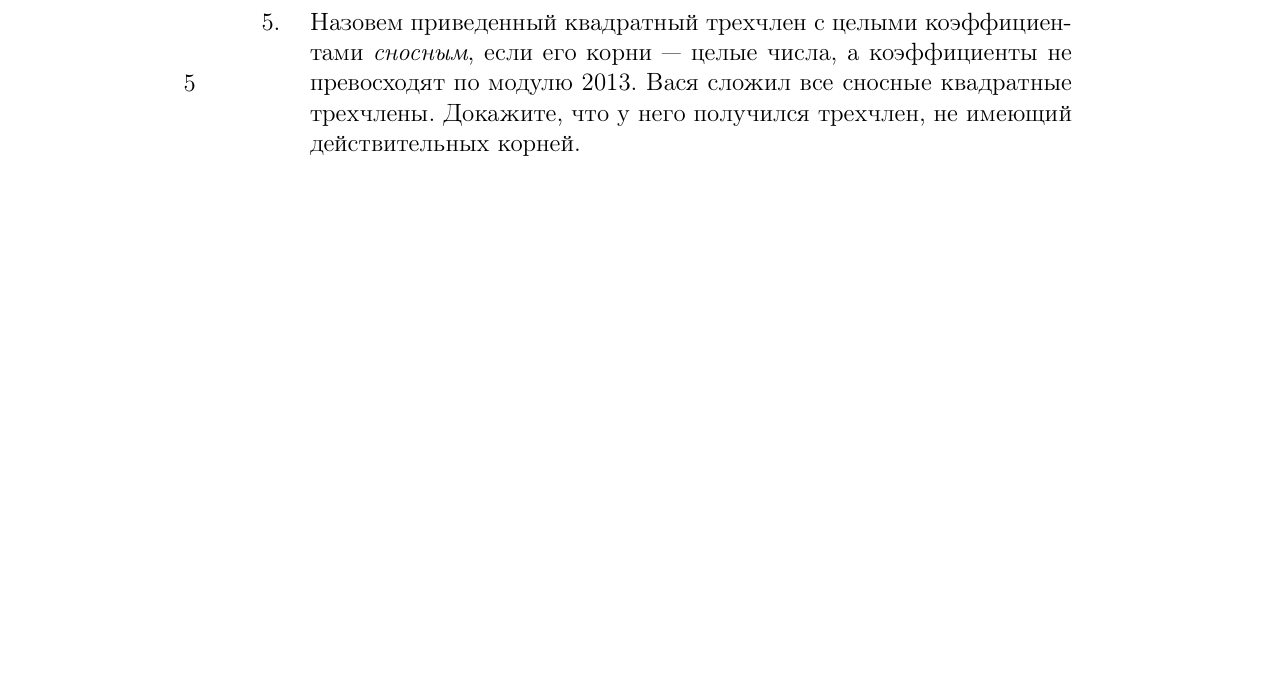 5. Назовем приведенный квадратный трехчлен с целыми коэффициен-
тами сносным, если его корни — целые числа, а коэффициенты не
5 превосходят по модулю 2013. Вася сложил все сносные квадратные
трехчлены. Докажите, что у него получился трехчлен, не имеющий
действительных корней.